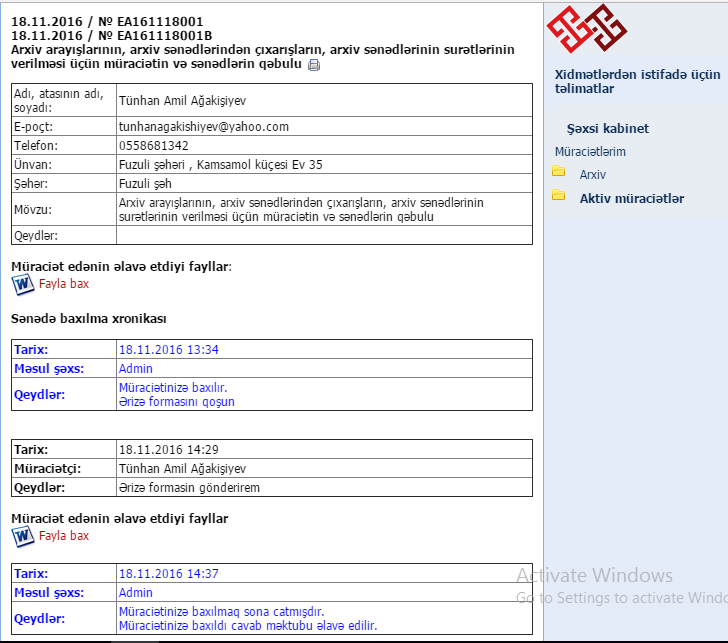 18.11.2016 / № EA161118001
18.11.2016 / № EA161118001B
Arxiv arayışlarının, arxiv sənədlərindən çıxarışların, arxiv sənədlərinin surətlərinin
verilməsi üçün müraciətin və sənədlərin qəbulu
Adı, atasının adı,
soyadı:
Tünhan Amil Ağakişiyev
E-poçt:
tunhanagakishiyev@yahoo.com
Telefon:
0558681342
Ünvan:
Fuzuli şəhəri , Kamsamol küçesi Ev 35
Şəhər:
Fuzuli şəh
Mövzu:
Arxiv arayışlarının, arxiv sənədlərindən çıxarışların, arxiv sənədlərinin
surətlərinin verilməsi üçün müraciətin və sənədlərin qəbulu
Qeydlər:
Müraciət edənin əlavə etdiyi fayllar:
Fayla bax
Sənədə baxılma xronikası
Tarix:
18.11.2016 13:34
Məsul şəxs:
Admin
Qeydlər:
Müraciətinizə baxılır.
Ərizə formasını qoşun
Tarix:
18.11.2016 14:29
Müraciətçi:
Tünhan Amil Ağakişiyev
Qeydlər:
Ərizə formasin gönderirem
Müraciət edənin əlavə etdiyi fayllar
Fayla bax
Tarix:
18.11.2016 14:37
Məsul şəxs:
Admin
Qeydlər:
Müraciətinizə baxılmaq sona catmışdır.
Müraciətinizə baxıldı cavab məktubu əlavə edilir.
Xidmətlərdən istifadə üçün
təlimatlar
Şəxsi kabinet
Müraciətlərim
Arxiv
Aktiv müraciətlər
Activate Windows
Go to Settings to activate Windo